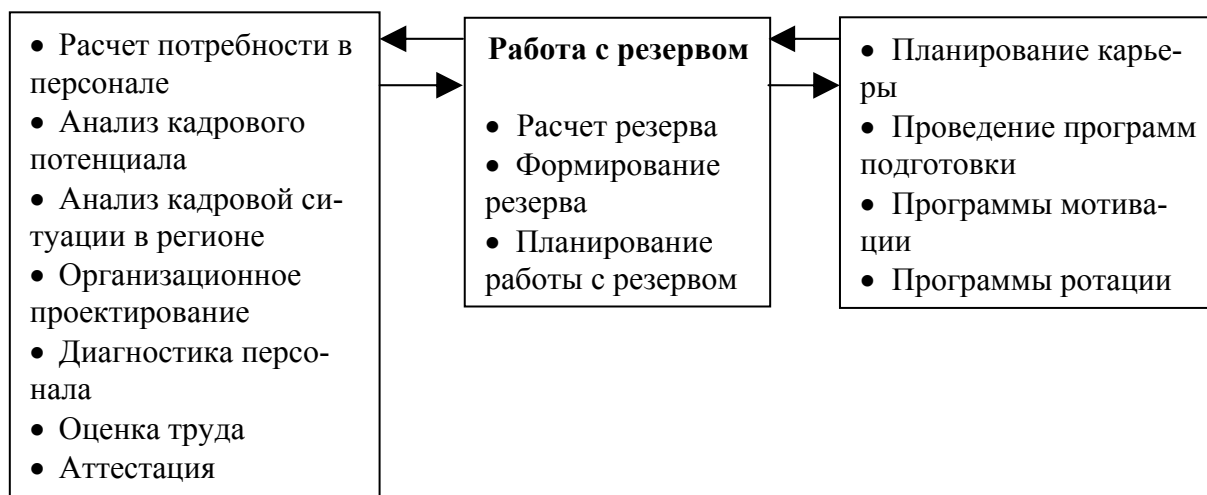 • Расчет потребности в
персонале
• Анализ кадрового
потенциала
• Анализ кадровой си-
туации в регионе
• Организационное
проектирование
• Диагностика персо-
нала
• Оценка труда
• Аттестация
Работа с резервом
• Расчет резерва
• Формирование
резерва
• Планирование
работы с резервом
• Планирование карье-
ры
• Проведение программ
подготовки
• Программы мотива-
ции
• Программы ротации